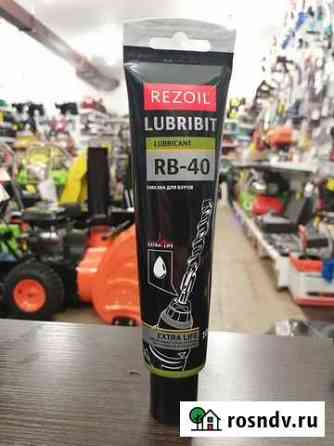 REZOIL
LUBRIBIT
LUBRICANT
RB-40
СМАЗКА ДЛЯ БУРОВ
EXTRA LIFE
EXTRA LIFE
rosndv.ru